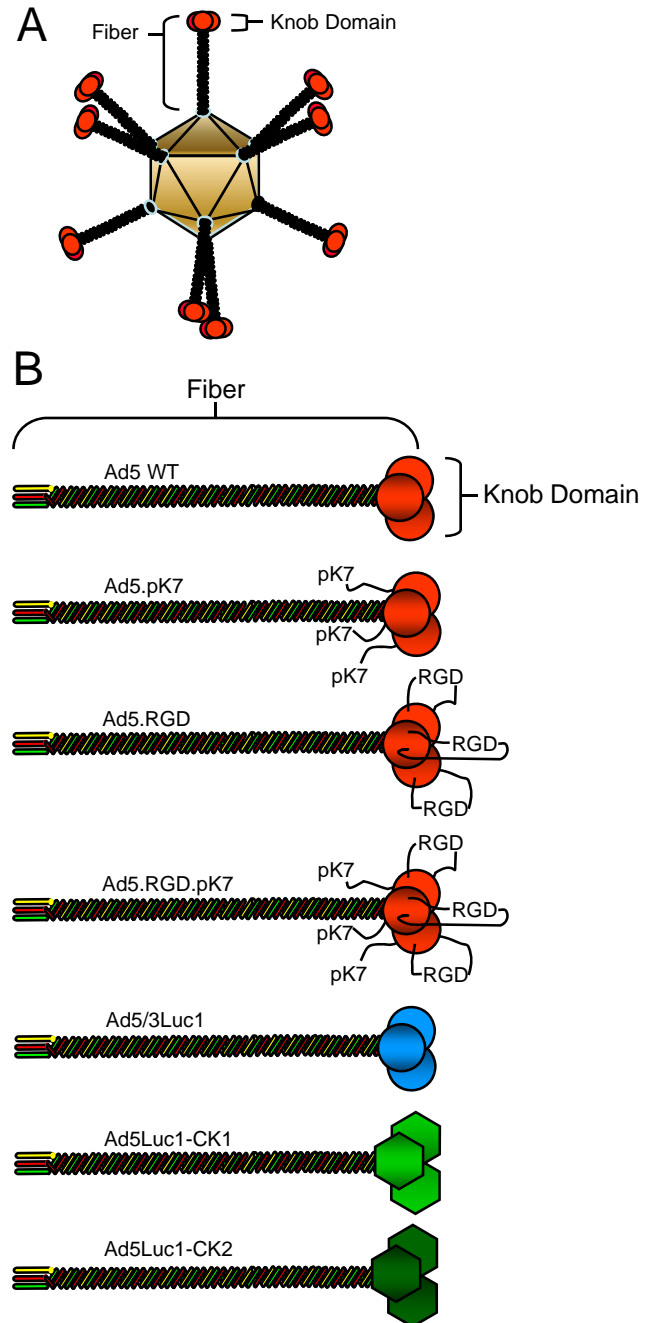 A
Fiber
Knob Domain
B
Fiber
Ad5 WT
Knob Domain
Ad5.pK7
pK7
pK7
pK7
Ad5.RGD
RGD
RGD
RGD
Ad5.RGD.pK7
RGD
pK7
RGD
pK7
pK7
RGD
Ad5/3Luc1
Ad5Luc1-CK1
Ad5Luc1-CK2